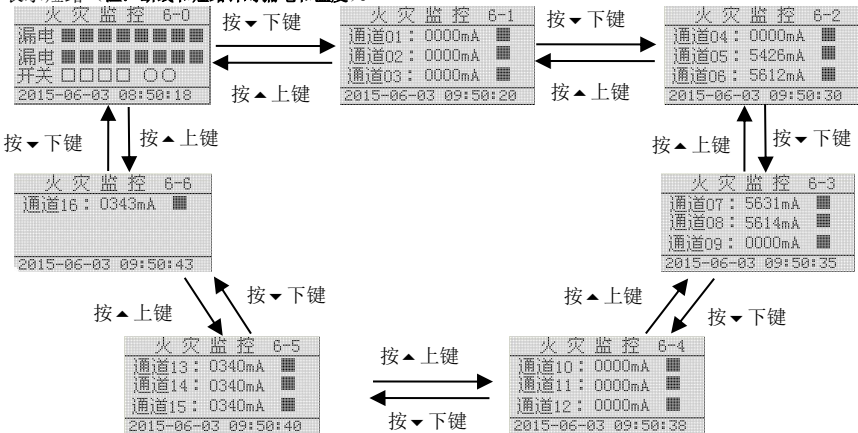 火灾监控 6-0
漏电
漏电
开关
2015-06-03 08:50:18
按▼下键
按▲上键
火灾监控 6-1
通道01：0000mA
通道02：0000mA
通道03：0000mA
2015-06-03 09:50:20
按▼下键
按▲上键
火灾监控 6-2
通道04：0000mA
通道05：5426mA
通道06：5612mA
2015-06-03 09:50:30
按▼下键
按▲上键
按▲上键
按▼下键
火灾监控 6-6
通道16：0343mA
2015-06-03 09:50:43
火灾监控 6-3
通道07：5631mA
通道08：5614mA
通道09：0000mA
2015-06-03 09:50:35
按▲上键
按▼下键
按▲上键
按▼下键
火灾监控 6-5
通道13：0340mA
通道14：0340mA
通道15：0340mA
2015-06-03 09:50:40
按▲上键
按▼下键
火灾监控 6-4
通道10：0000mA
通道11：0000mA
通道12：0000mA
2015-06-03 09:50:38